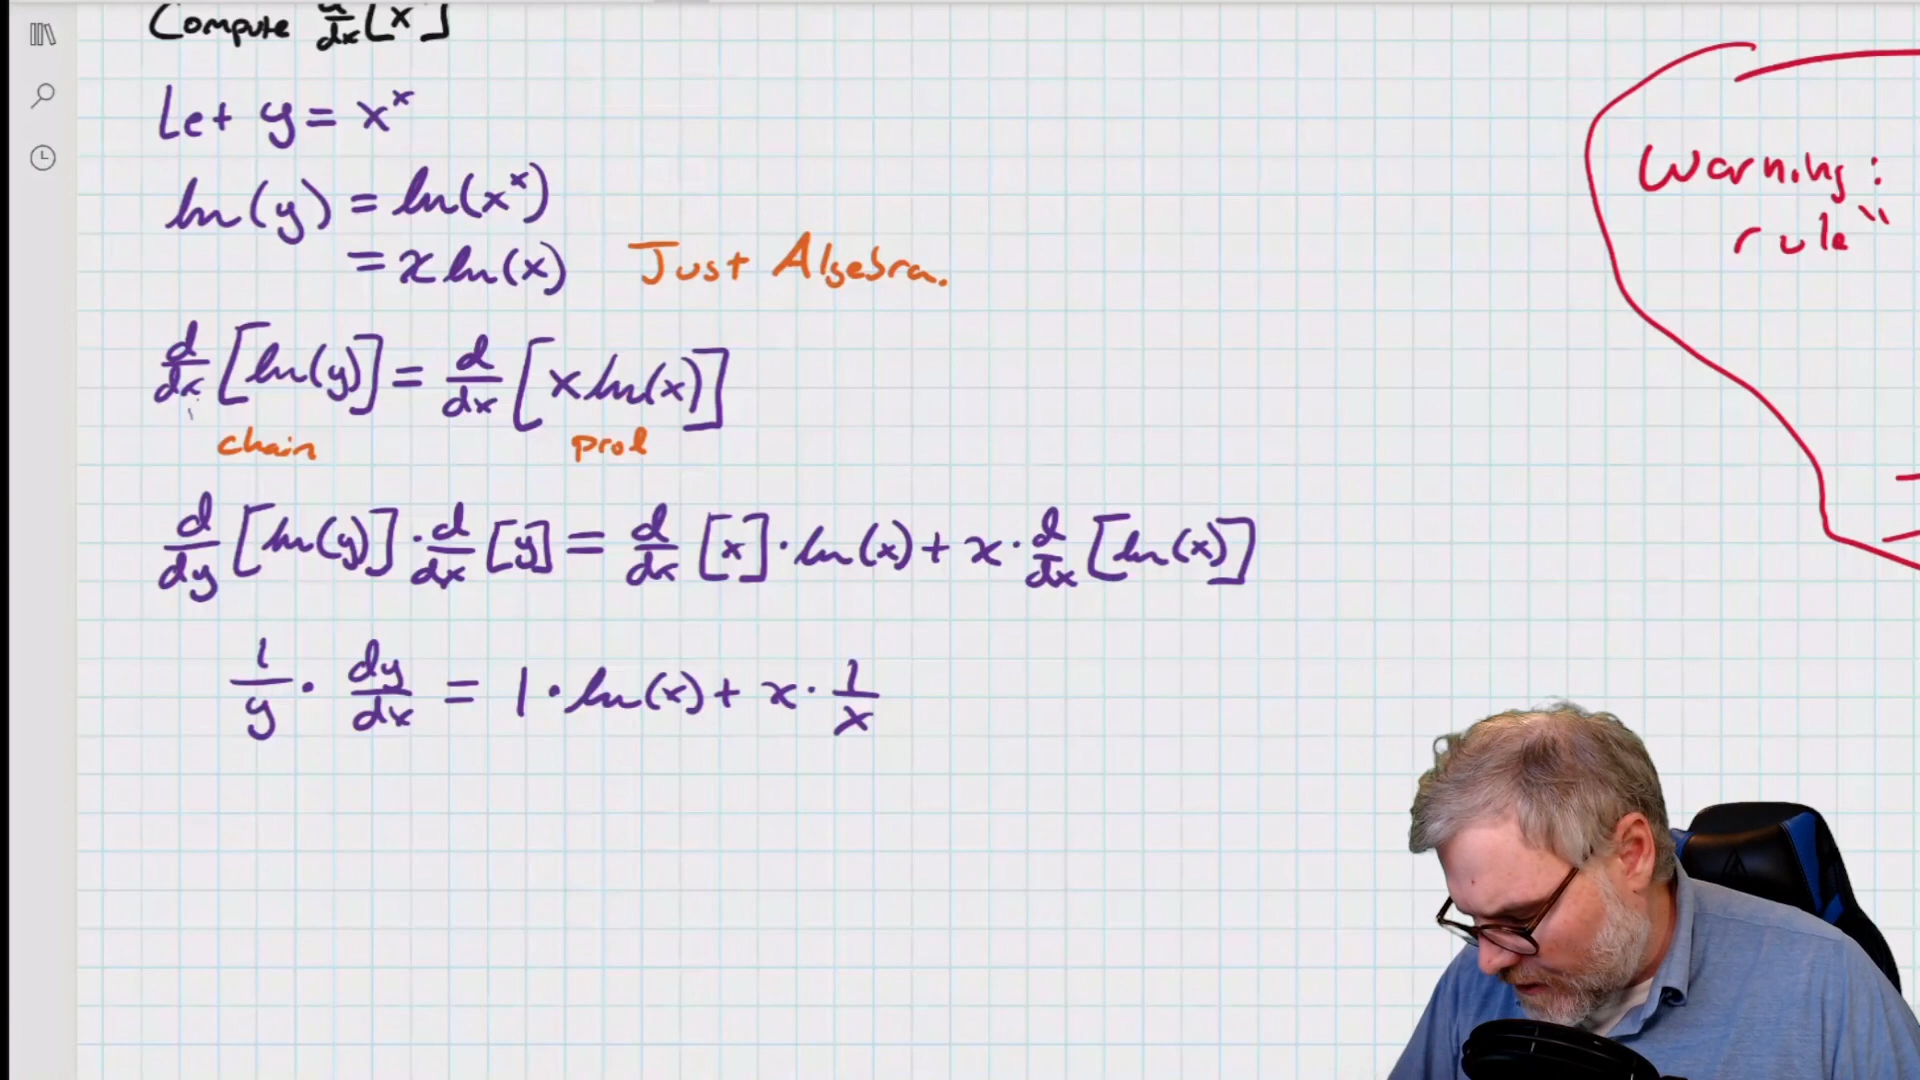 Compute d/dx[x]
Let y = x^x
ln(y) = ln(x^x)
= x ln(x) Just Algebra.
d/dx [ln(y)] = d/dx [x ln(x)]
chain prod
d/dy [ln(y)] · d/dx [y] = d/dx [x] · ln(x) + x · d/dx [ln(x)]
1/y · dy/dx = 1 · ln(x) + x · 1/x
Warning:
rule"